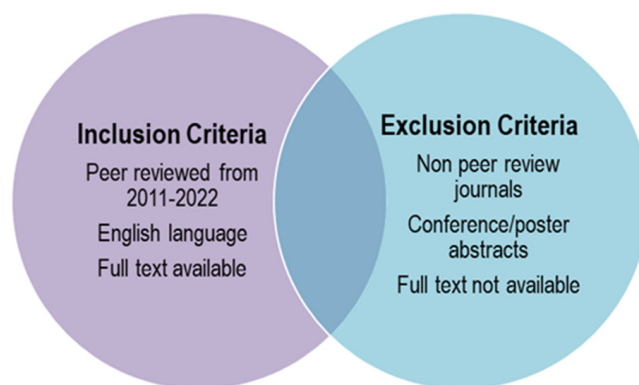 Inclusion Criteria
Peer reviewed from
2011-2022
English language
Full text available
Exclusion Criteria
Non peer review
journals
Conference/poster
abstracts
Full text not available